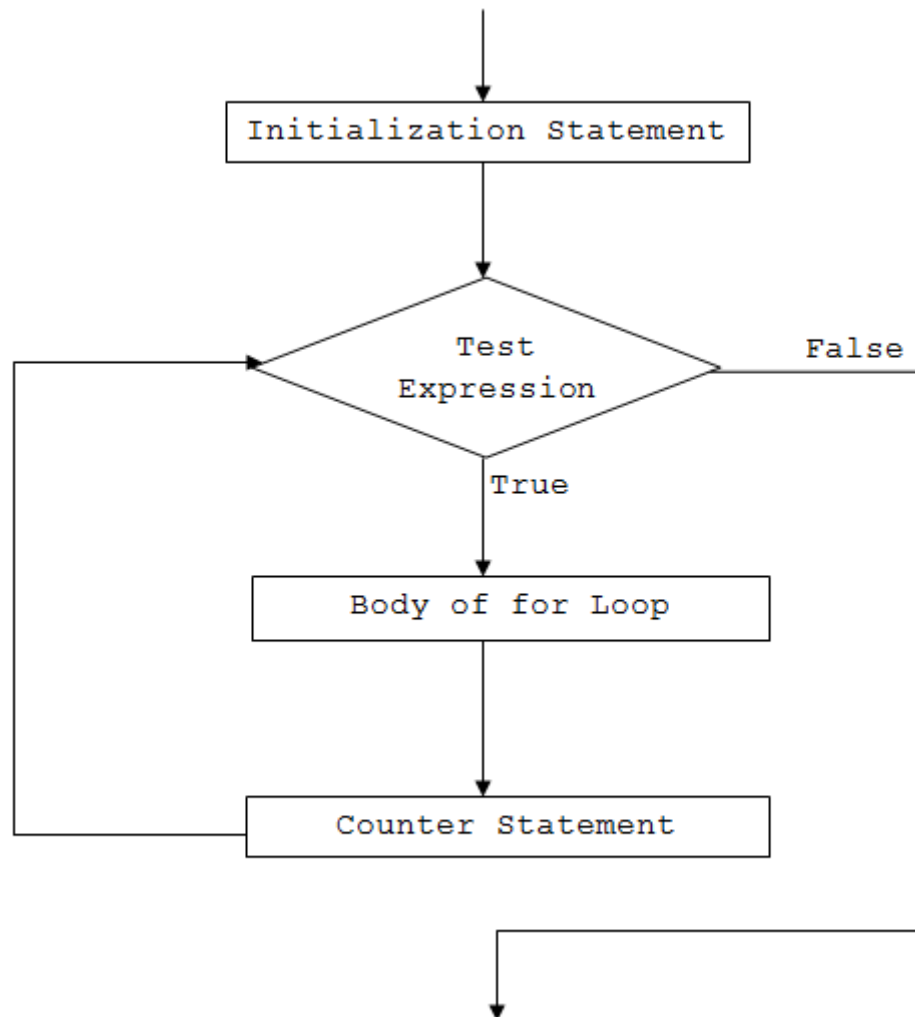 Initialization Statement
Test
Expression
False
True
Body of for Loop
Counter Statement